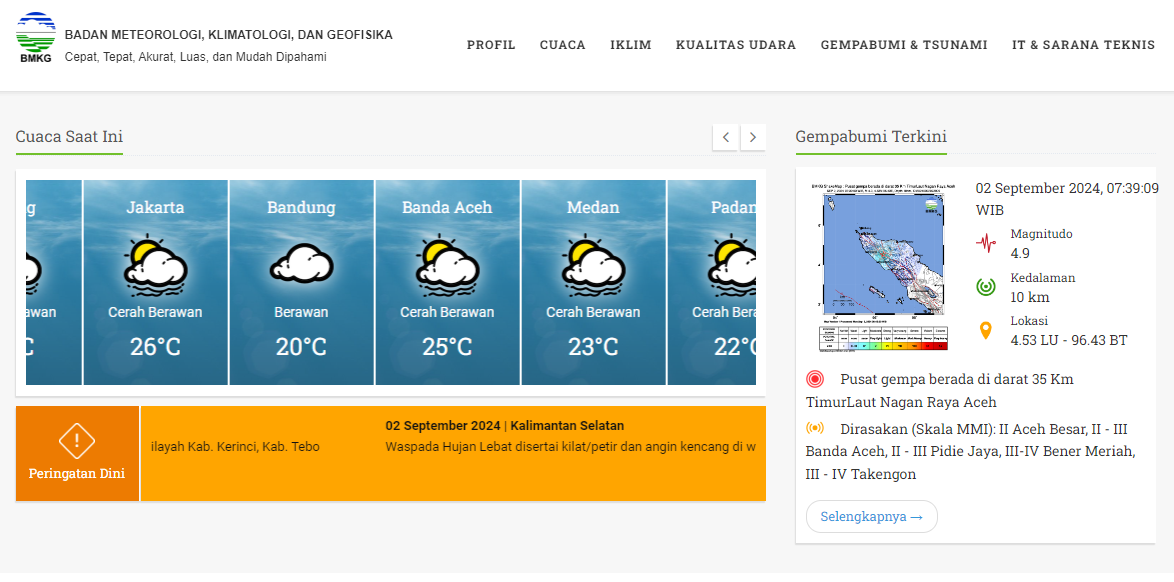 BMKG
BADAN METEOROLOGI, KLIMATOLOGI, DAN GEOFISIKA
Cepat, Tepat, Akurat, Luas, dan Mudah Dipahami
PROFIL CUACA IKLIM KUALITAS UDARA GEMPABUMI & TSUNAMI IT & SARANA TEKNIS
Cuaca Saat Ini
g Jakarta Bandung Banda Aceh Medan Padan
awan Cerah Berawan Berawan Cerah Berawan Cerah Berawan Cerah Bera
C 26°C 20°C 25°C 23°C 22°C
Peringatan Dini
ilayah Kab. Kerinci, Kab. Tebo
02 September 2024 | Kalimantan Selatan
Waspada Hujan Lebat disertai kilat/petir dan angin kencang di w
Gempabumi Terkini
02 September 2024, 07:39:09
WIB
Magnitudo
4.9
Kedalaman
10 km
Lokasi
4.53 LU - 96.43 BT
Pusat gempa berada di darat 35 Km
TimurLaut Nagan Raya Aceh
Dirasakan (Skala MMI): II Aceh Besar, II - III
Banda Aceh, II - III Pidie Jaya, III-IV Bener Meriah,
III - IV Takengon
Selengkapnya →